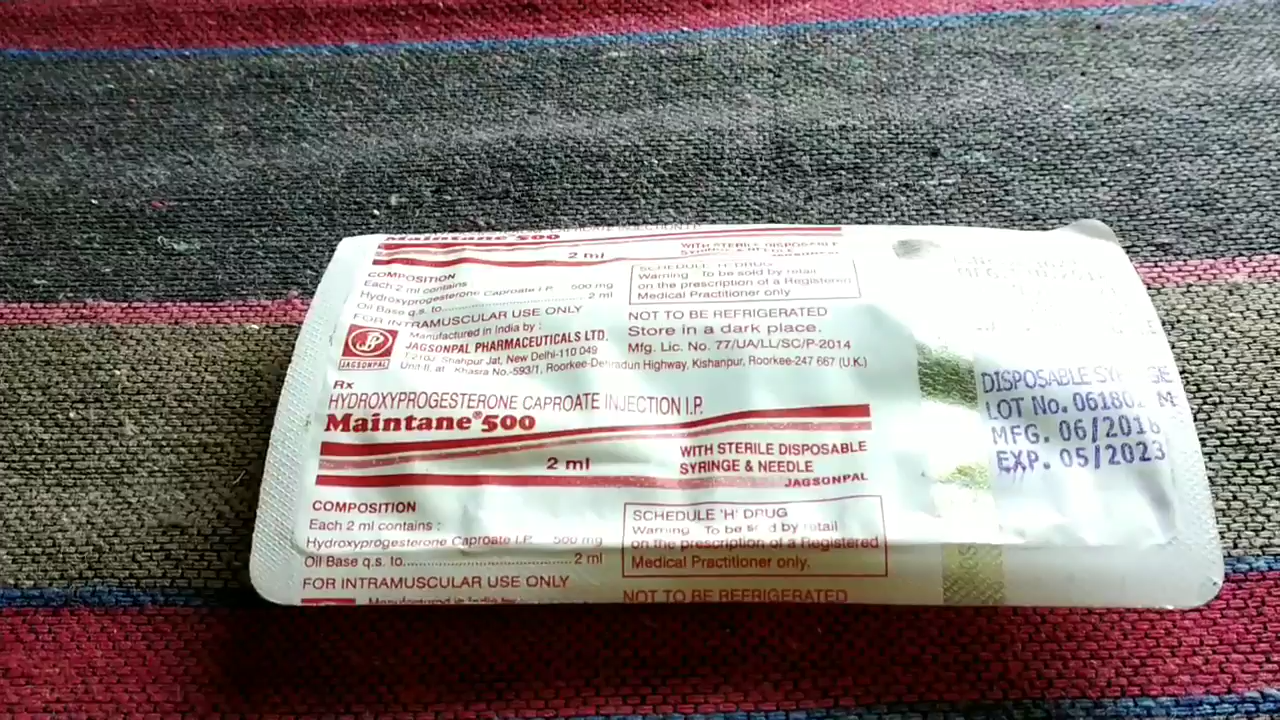 Maintane 500
2 ml
WITH STERILE DISPOSABLE
SYRINGE & NEEDLE
COMPOSITION
Each 2 ml contains
Hydroxyprogesterone Caproate I.P. 500 mg
Oil Base q.s. to............... 2 ml
FOR INTRAMUSCULAR USE ONLY
SCHEDULE 'H' DRUG
Warning To be sold by retail
on the prescription of a Registered
Medical Practitioner only
NOT TO BE REFRIGERATED
Store in a dark place.
Mfg. Lic. No. 77/UA/LL/SC/P-2014
JAGSONPAL
Manufactured in India by :
JAGSONPAL PHARMACEUTICALS LTD.
Shahpur Jat, New Delhi-110 049
Unit-II, at Khasra No.-593/1, Roorkee-Dehradun Highway, Kishanpur, Roorkee-247 667 (U.K.)
Rx
HYDROXYPROGESTERONE CAPROATE INJECTION I.P.
Maintane®500
2 ml
WITH STERILE DISPOSABLE
SYRINGE & NEEDLE
JAGSONPAL
COMPOSITION
Each 2 ml contains :
Hydroxyprogesterone Caproate I.P. 500 mg
Oil Base q.s. to............... 2 ml
FOR INTRAMUSCULAR USE ONLY
SCHEDULE 'H' DRUG
Warning To be sold by retail
on the prescription of a Registered
Medical Practitioner only.
Manufactured in India by
NOT TO BE REFRIGERATED
DISPOSABLE
LOT No.
MFG. 06/2018
EXP. 05/2023